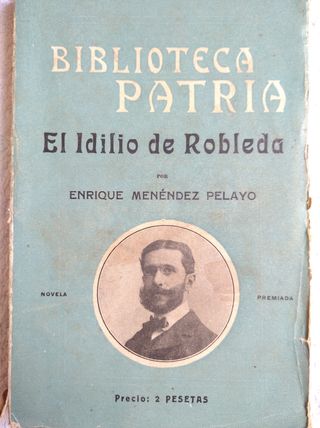 BIBLIOTECA
PATRIA
El Idilio de Robleda
POR
ENRIQUE MENÉNDEZ PELAYO
NOVELA
PREMIADA
Precio: 2 PESETAS